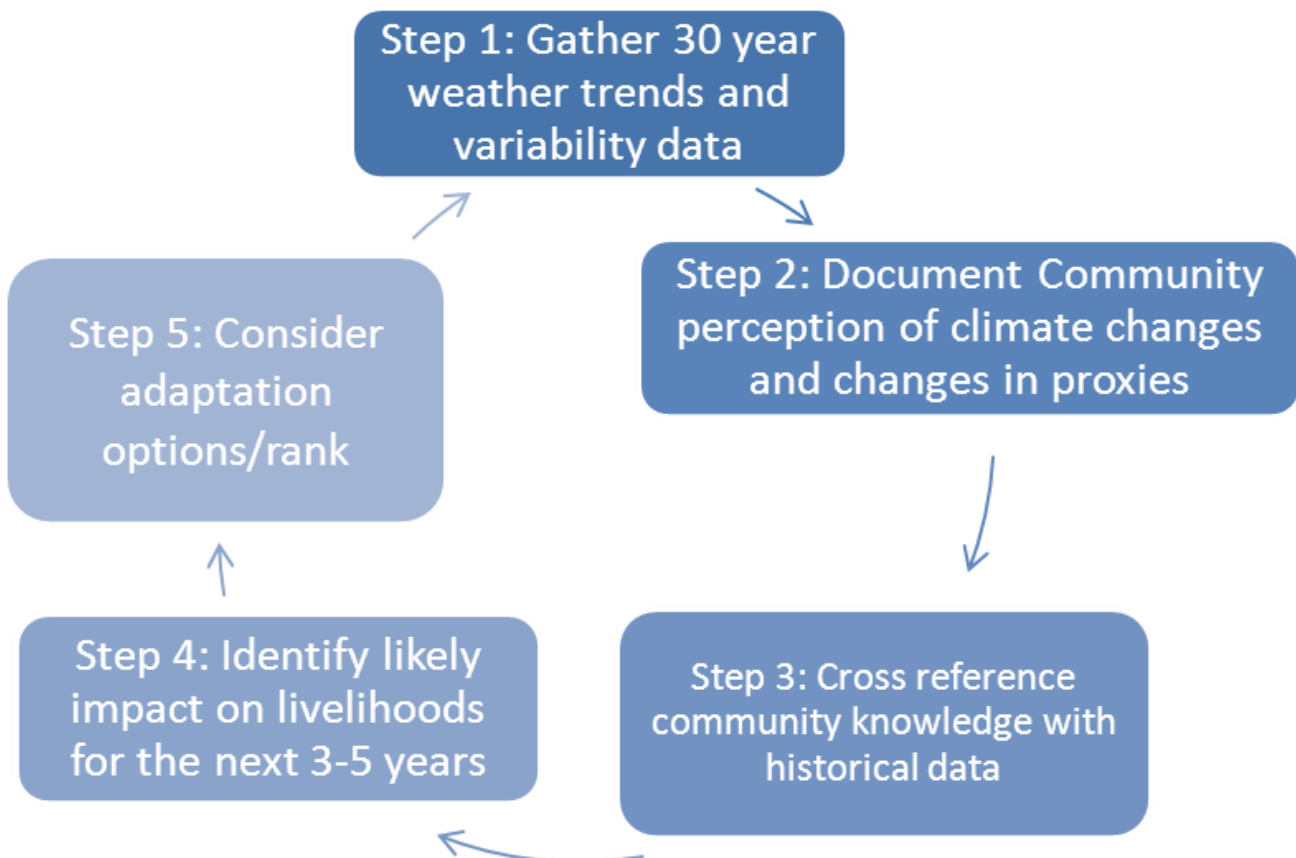 Step 1: Gather 30 year
weather trends and
variability data
Step 2: Document Community
perception of climate changes
and changes in proxies
Step 3: Cross reference
community knowledge with
historical data
Step 4: Identify likely
impact on livelihoods
for the next 3-5 years
Step 5: Consider
adaptation
options/rank